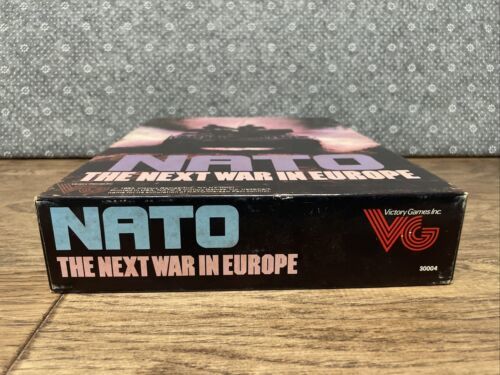 NATO
THE NEXT WAR IN EUROPE
NATO
THE NEXT WAR IN EUROPE
Victory Games Inc.
VG
30004